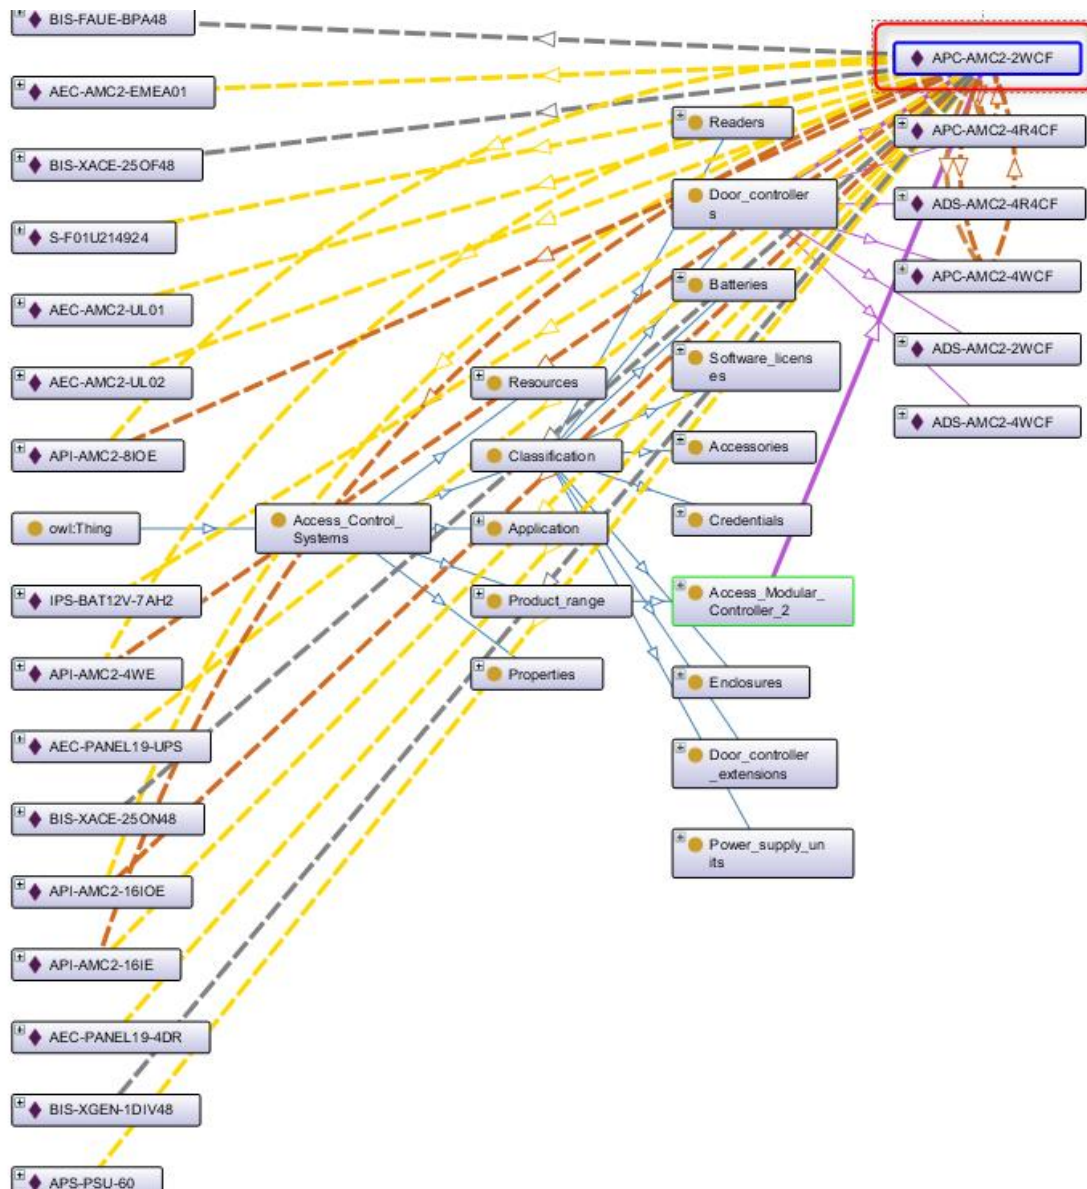 BIS-FAUE-BPA48
AEC-AMC2-EMEA01
BIS-XACE-25OF48
S-F01U214924
AEC-AMC2-UL01
AEC-AMC2-UL02
API-AMC2-8IOE
owl:Thing
IPS-BAT12V-7AH2
API-AMC2-4WE
AEC-PANEL19-UPS
BIS-XACE-25ON48
API-AMC2-16IOE
API-AMC2-16IE
AEC-PANEL19-4DR
BIS-XGEN-1DIV48
APS-PSU-60
Access_Control_
Systems
Resources
Classification
Application
Product_range
Properties
Readers
Door_controller
s
Batteries
Software_licens
es
Accessories
Credentials
Access_Modular_
Controller_2
Enclosures
Door_controller
_extensions
Power_supply_un
its
APC-AMC2-2WCF
APC-AMC2-4R4CF
ADS-AMC2-4R4CF
APC-AMC2-4WCF
ADS-AMC2-2WCF
ADS-AMC2-4WCF